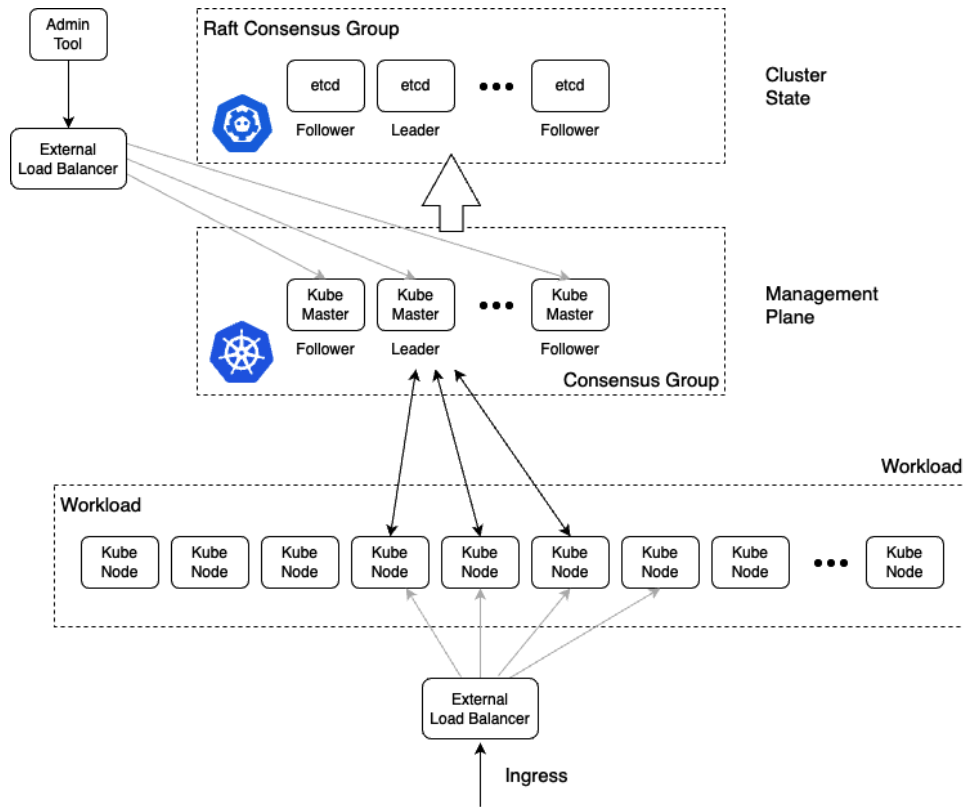 Admin
Tool
Raft Consensus Group
etcd
etcd
etcd
Follower
Leader
Follower
Cluster
State
External
Load Balancer
Kube
Master
Kube
Master
Kube
Master
Follower
Leader
Follower
Management
Plane
Consensus Group
Workload
Workload
Kube
Node
Kube
Node
Kube
Node
Kube
Node
Kube
Node
Kube
Node
Kube
Node
Kube
Node
Kube
Node
External
Load Balancer
Ingress